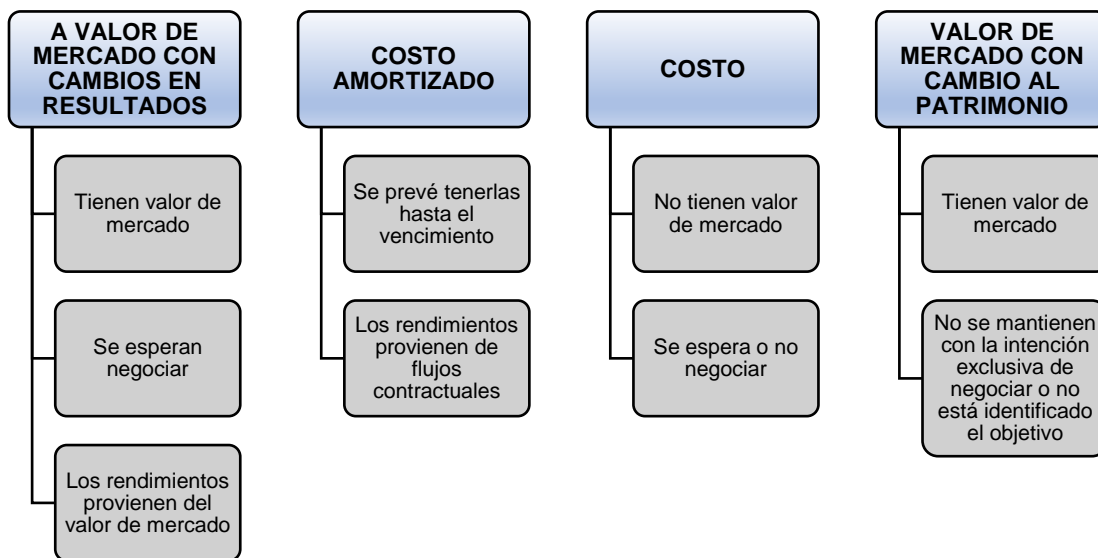 A VALOR DE
MERCADO CON
CAMBIOS EN
RESULTADOS
Tienen valor de
mercado
Se esperan
negociar
Los rendimientos
provienen del
valor de mercado
COSTO
AMORTIZADO
Se prevé tenerlas
hasta el
vencimiento
Los rendimientos
provienen de
flujos
contractuales
COSTO
No tienen valor
de mercado
Se espera o no
negociar
VALOR DE
MERCADO CON
CAMBIO AL
PATRIMONIO
Tienen valor de
mercado
No se mantienen
con la intención
exclusiva de
negociar o no
está identificado
el objetivo